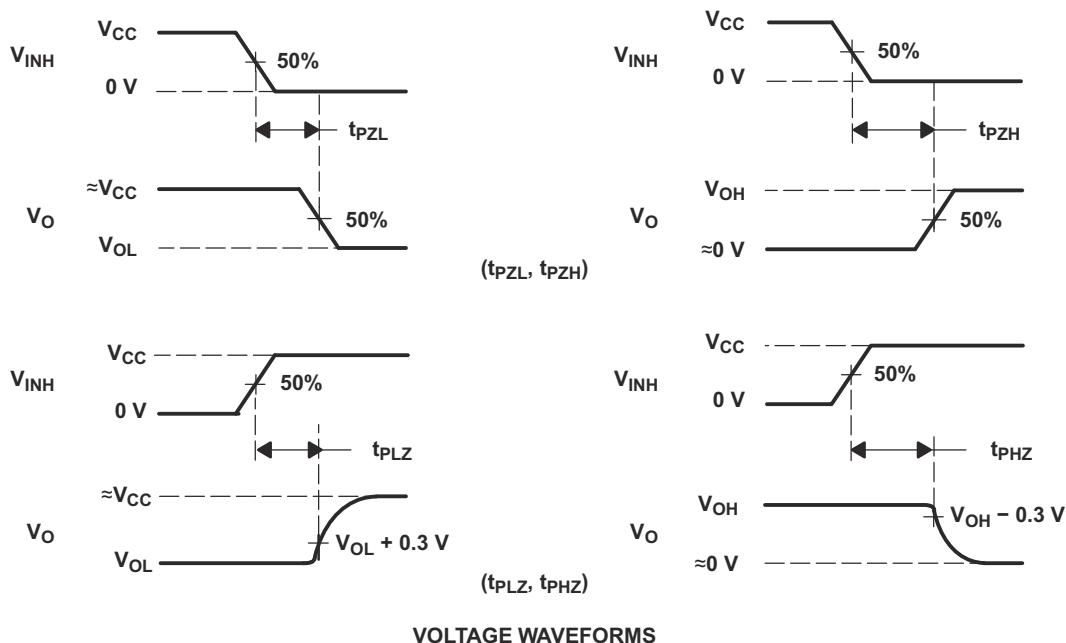 VCC
VINH
50%
0 V
tPZL
≈VCC
VO
50%
VOL
VCC
VINH
50%
0 V
tPZH
VOH
VO
50%
≈0 V
(tPZL, tPZH)
VCC
VINH
50%
0 V
tPLZ
≈VCC
VO
VOL + 0.3 V
VOL
VCC
VINH
50%
0 V
tPHZ
VOH
VOH − 0.3 V
VO
≈0 V
(tPLZ, tPHZ)
VOLTAGE WAVEFORMS